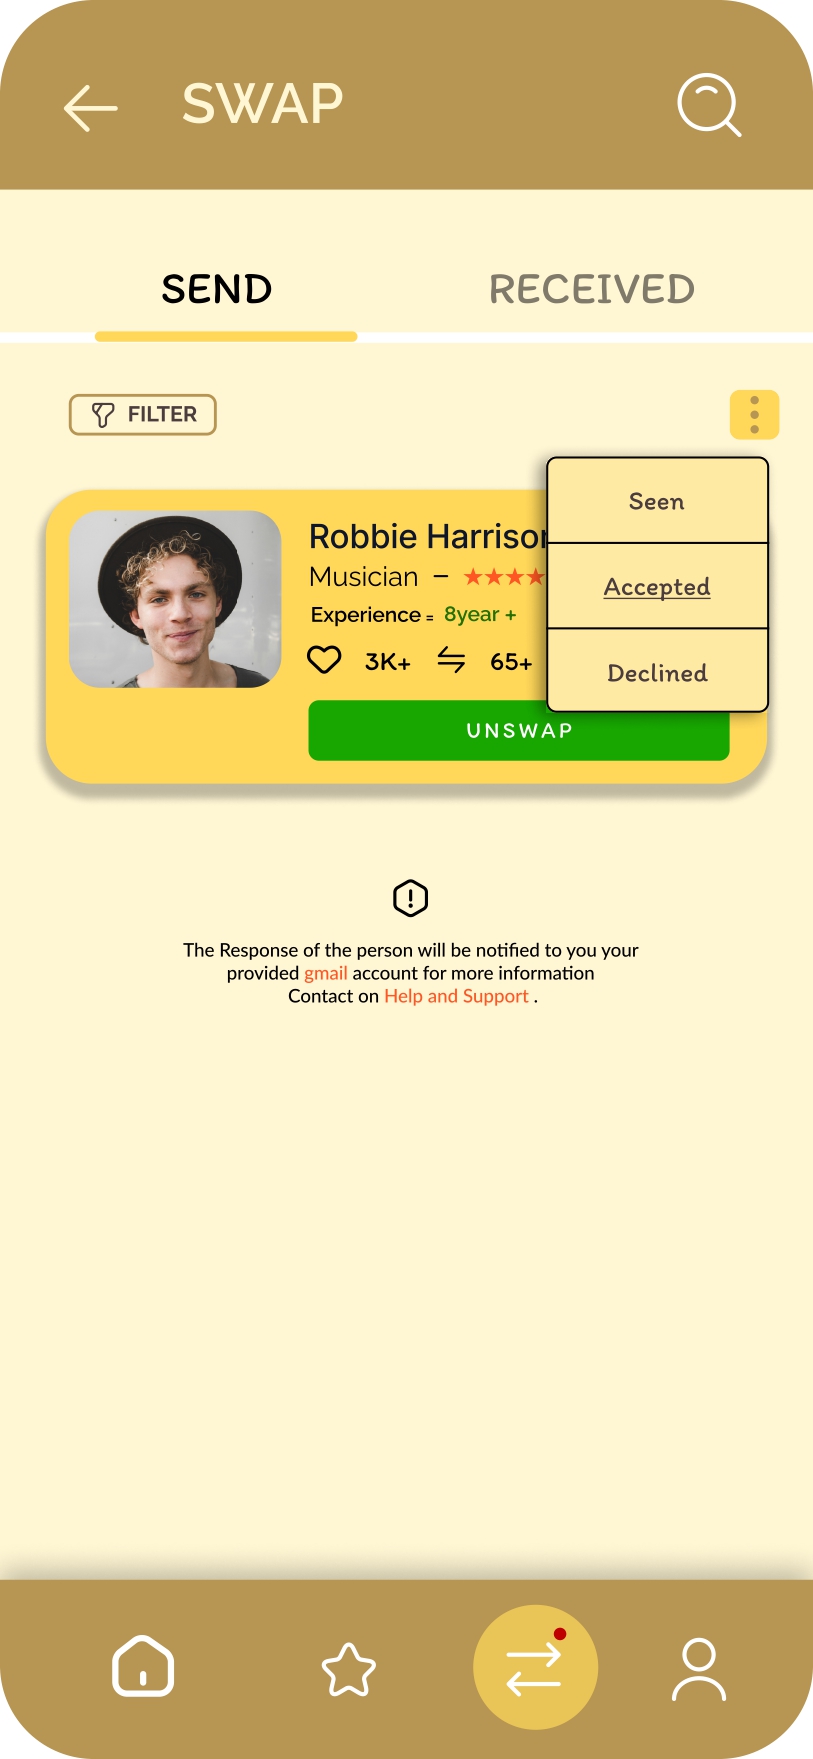 SWAP
SEND
RECEIVED
FILTER
Seen
Accepted
Declined
Robbie Harrison
Musician –
Experience = 8year +
3K+ 65+
UNSWAP
The Response of the person will be notified to you your
provided gmail account for more information
Contact on Help and Support .